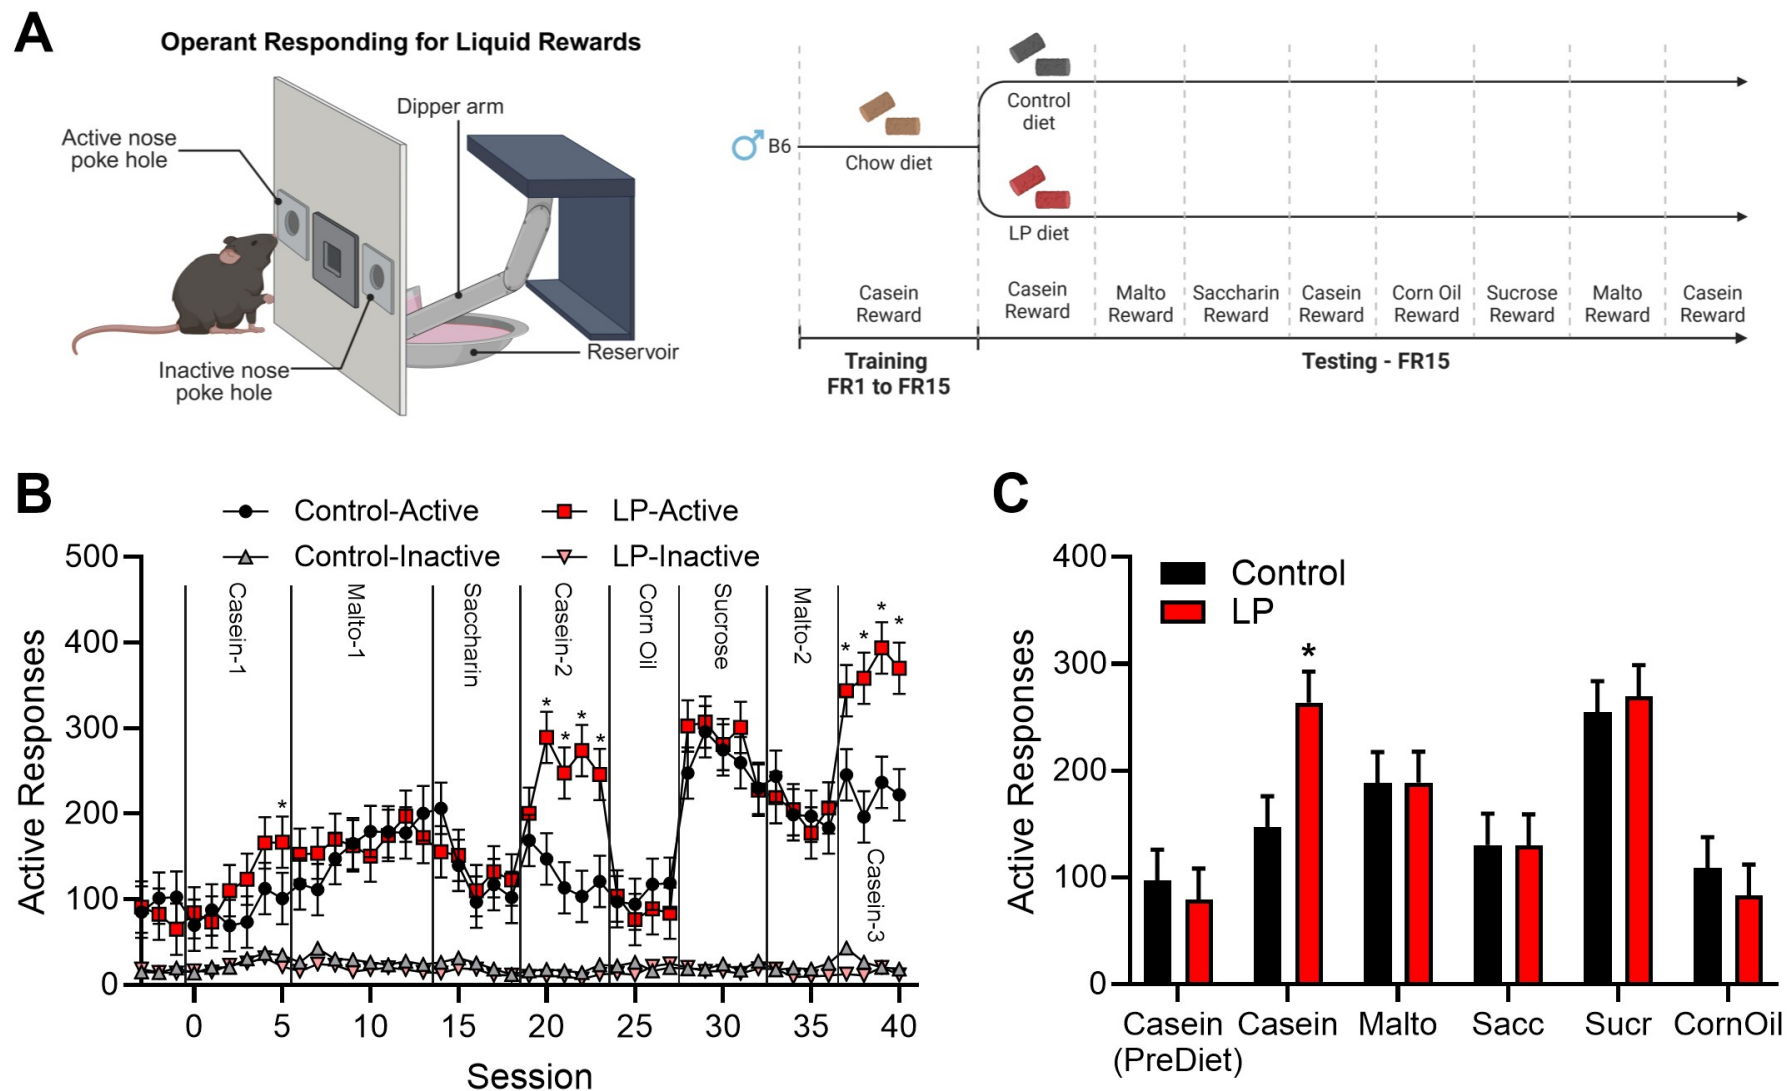 A
Operant Responding for Liquid Rewards
Active nose
poke hole
Dipper arm
Inactive nose
poke hole
Reservoir
B6
Chow diet
Control
diet
LP diet
Casein
Reward
Casein
Reward
Malto
Reward
Saccharin
Reward
Casein
Reward
Corn Oil
Reward
Sucrose
Reward
Malto
Reward
Casein
Reward
Training
FR1 to FR15
Testing - FR15
B
Control-Active
LP-Active
Control-Inactive
LP-Inactive
Active Responses
500
400
300
200
100
0
Casein-1
Malto-1
Saccharin
Casein-2
Corn Oil
Sucrose
Malto-2
Casein-3
*
*
*
*
*
*
*
*
*
0 5 10 15 20 25 30 35 40
Session
C
Control
LP
Active Responses
400
300
200
100
0
*
Casein
(PreDiet)
Casein
Malto
Sacc
Sucr
CornOil